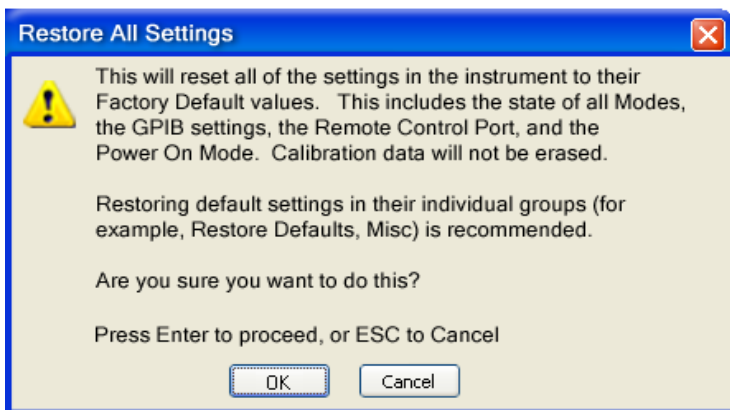 Restore All Settings
This will reset all of the settings in the instrument to their
Factory Default values.   This includes the state of all Modes,
the GPIB settings, the Remote Control Port, and the
Power On Mode.  Calibration data will not be erased.
Restoring default settings in their individual groups (for
example, Restore Defaults, Misc) is recommended.
Are you sure you want to do this?
Press Enter to proceed, or ESC to Cancel
OK
Cancel